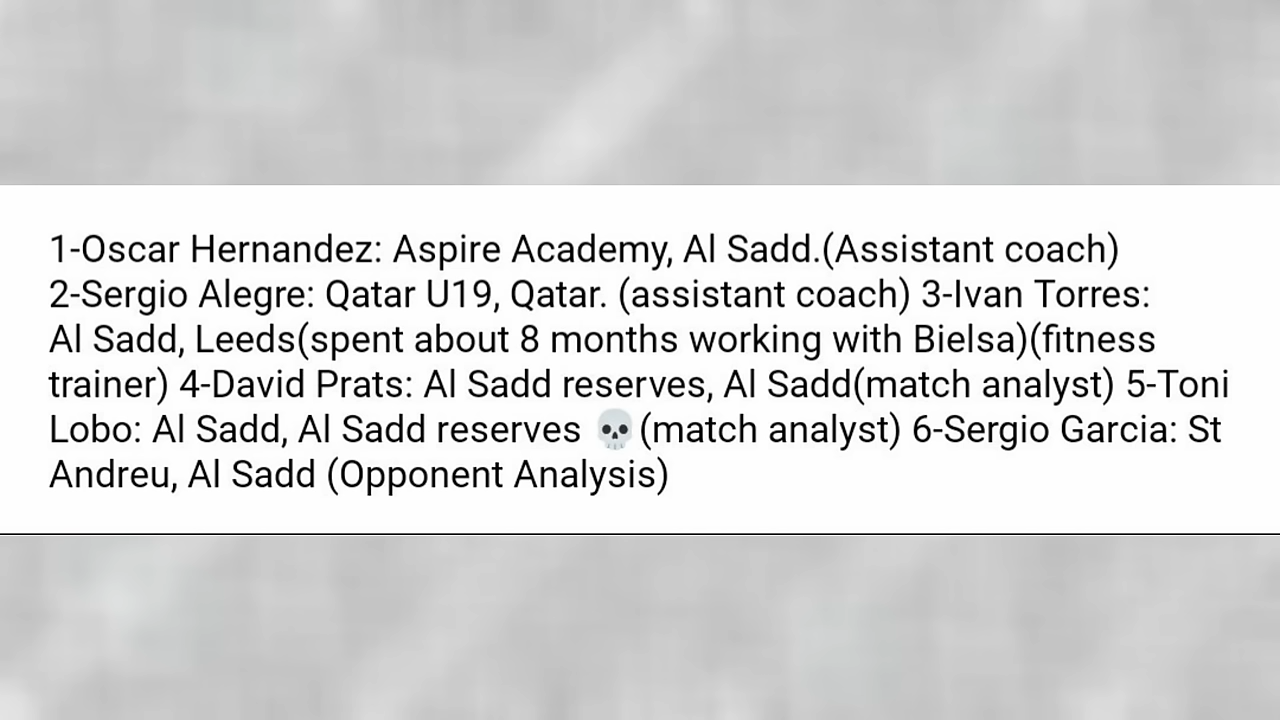 1-Oscar Hernandez: Aspire Academy, Al Sadd.(Assistant coach)
2-Sergio Alegre: Qatar U19, Qatar. (assistant coach) 3-Ivan Torres:
Al Sadd, Leeds(spent about 8 months working with Bielsa)(fitness
trainer) 4-David Prats: Al Sadd reserves, Al Sadd(match analyst) 5-Toni
Lobo: Al Sadd, Al Sadd reserves 💀(match analyst) 6-Sergio Garcia: St
Andreu, Al Sadd (Opponent Analysis)